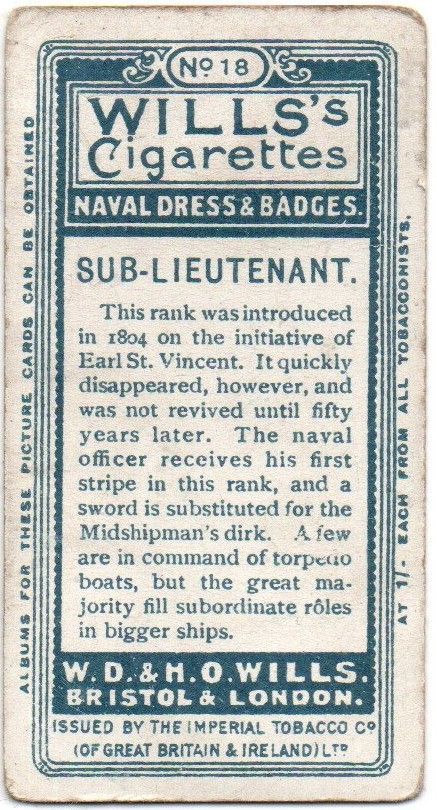 Nº 18
WILLS's
Cigarettes
NAVAL DRESS & BADGES.
SUB-LIEUTENANT.
This rank was introduced
in 1804 on the initiative of
Earl St. Vincent. It quickly
disappeared, however, and
was not revived until fifty
years later. The naval
officer receives his first
stripe in this rank, and a
sword is substituted for the
Midshipman's dirk. A few
are in command of torpedo
boats, but the great ma-
jority fill subordinate rôles
in bigger ships.
W.D. & H.O. WILLS.
BRISTOL & LONDON.
ISSUED BY THE IMPERIAL TOBACCO Cº
(OF GREAT BRITAIN & IRELAND) LTD
ALBUMS FOR THESE PICTURE CARDS CAN BE OBTAINED
AT 1/- EACH FROM ALL TOBACCONISTS.